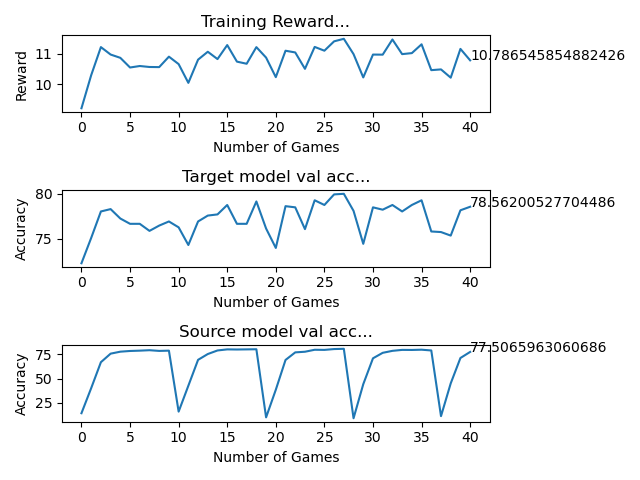 Training Reward...
Reward
11
10
10.786545854882426
0 5 10 15 20 25 30 35 40
Number of Games
Target model val acc...
Accuracy
80
75
78.56200527704486
0 5 10 15 20 25 30 35 40
Number of Games
Source model val acc...
Accuracy
75
50
25
77.5065963060686
0 5 10 15 20 25 30 35 40
Number of Games